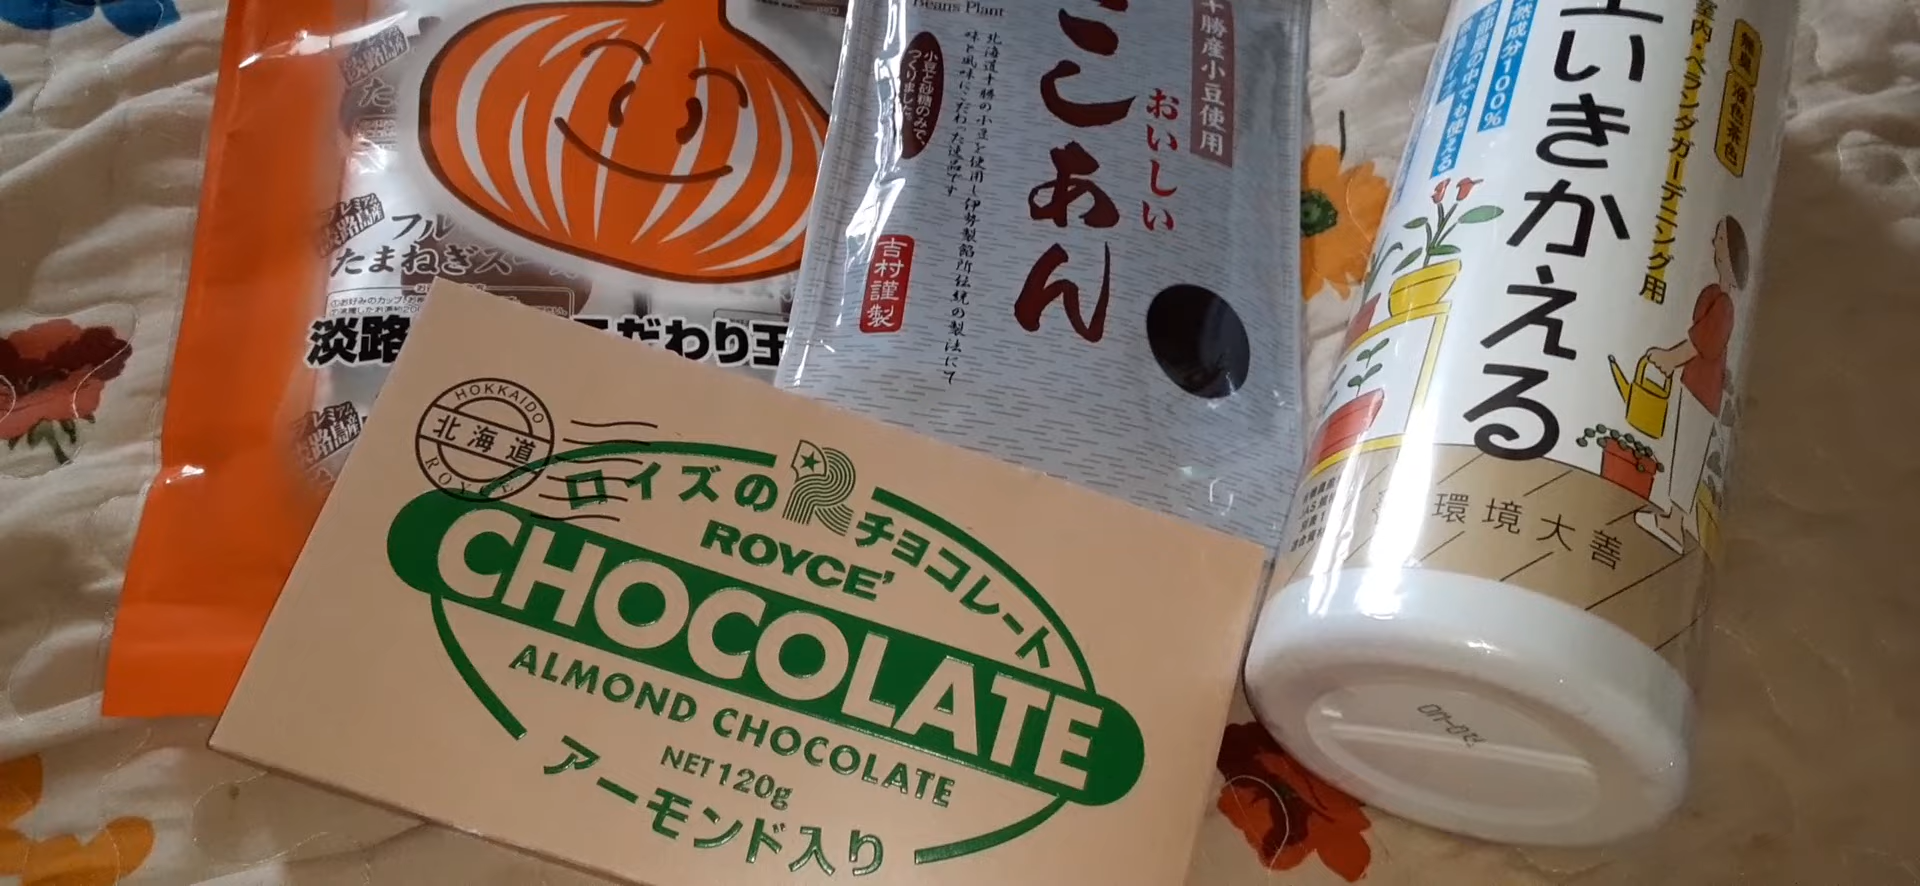 フル
たまねぎス
淡路
だわり玉
Beans Plant
十勝産小豆使用
おいしい
こしあん
小豆と砂糖のみで
つくりました。
北海道十勝の小豆を使用し、伊勢製餡所伝統の製法にて
味と風味にこだわった逸品です
吉村謹製
室内・ベランダガーデニング用
無臭 液色茶色
然成分100%
お部屋の中でも使える
いきかえる
環境大善
HOKKAIDO
北海道
ROYCE'
ロイズのチョコレート
ROYCE'
CHOCOLATE
ALMOND CHOCOLATE
NET 120g
アーモンド入り